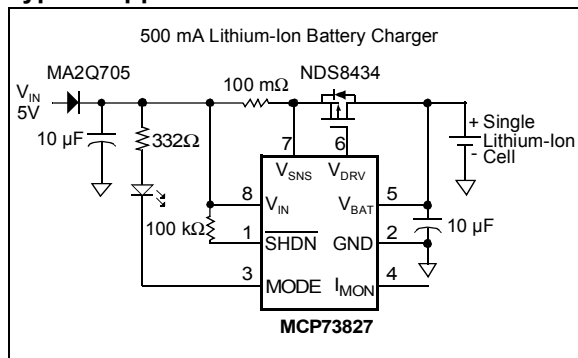 500 mA Lithium-Ion Battery Charger
MA2Q705
100 mΩ
NDS8434
VIN
5V
10 µF
332Ω
100 kΩ
+ Single
Lithium-Ion
- Cell
7
6
VSNS
VDRV
8
VIN
VBAT
5
1
SHDN
GND
2
10 µF
3
MODE
IMON
4
MCP73827